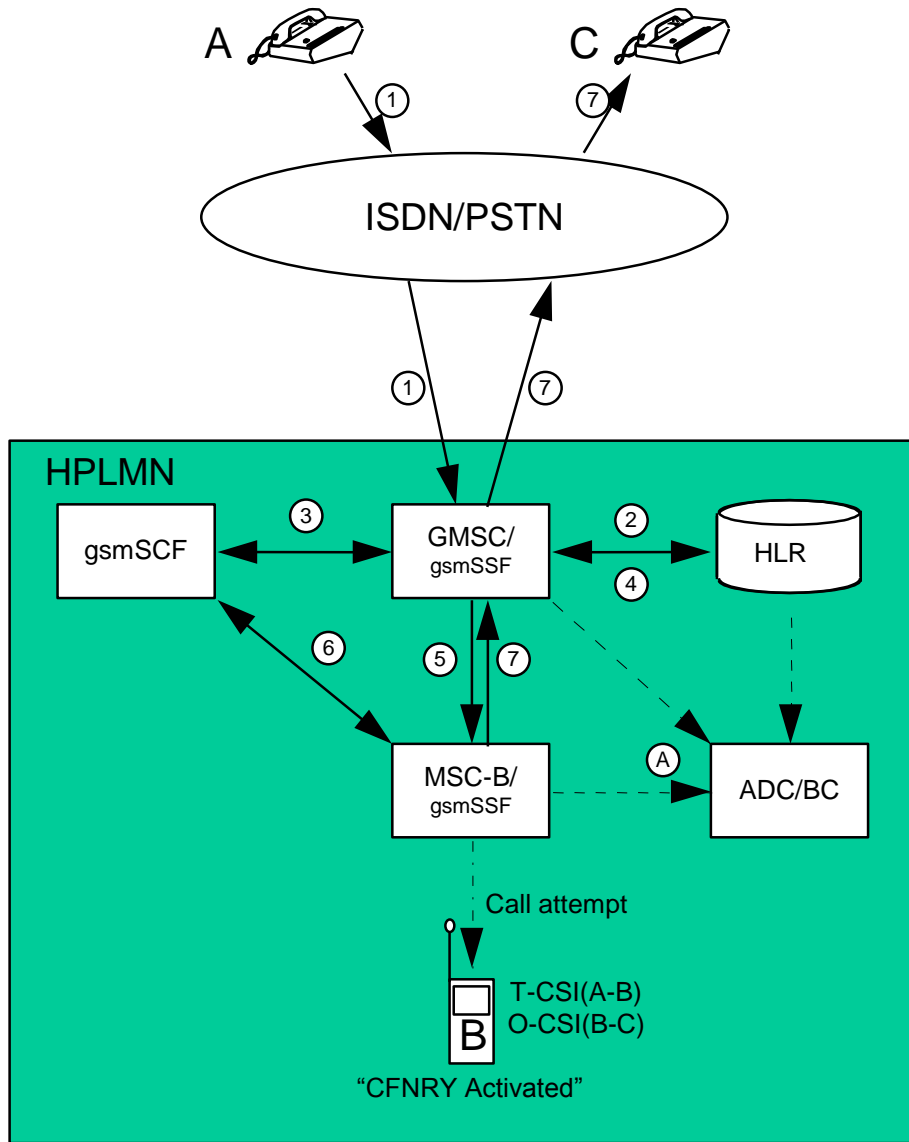 A
C
1
7
ISDN/PSTN
1
7
HPLMN
gsmSCF
3
GMSC/
gsmSSF
2
4
HLR
6
5
7
MSC-B/
gsmSSF
A
ADC/BC
Call attempt
B
T-CSI(A-B)
O-CSI(B-C)
“CFNRY Activated”